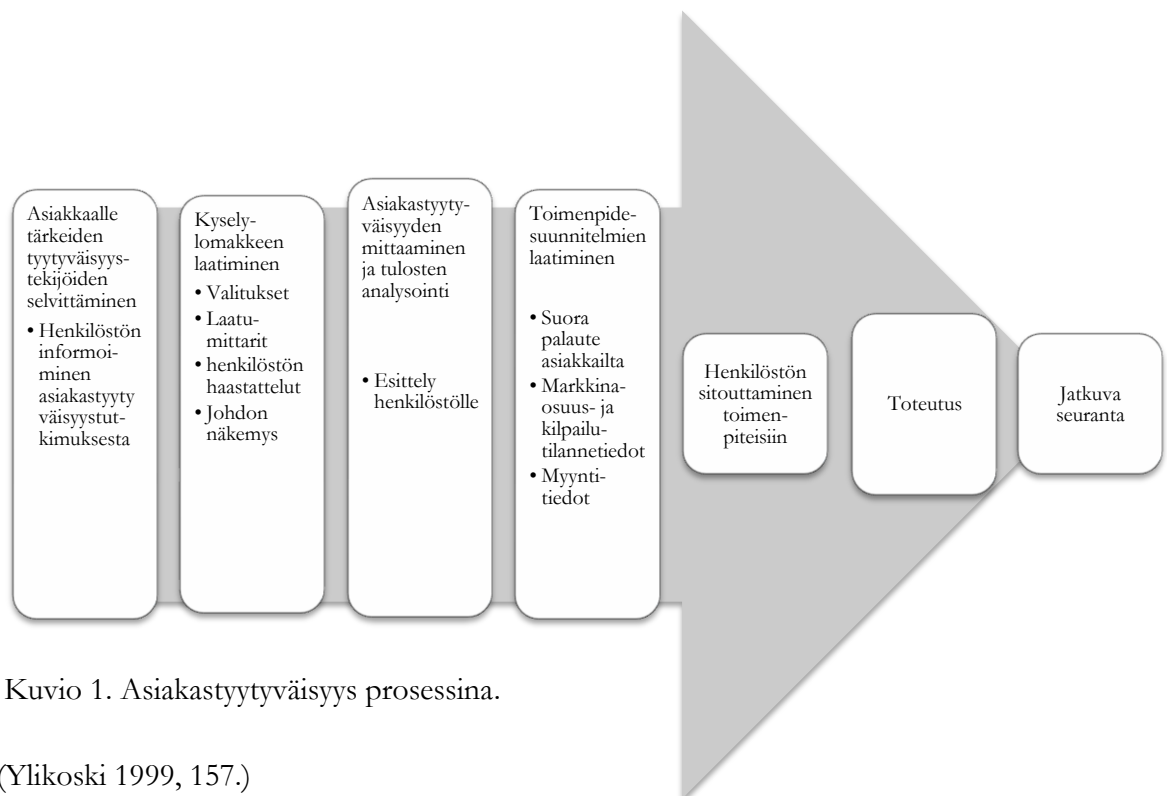 Asiakkaalle
tärkeiden
tyytyväisyys-
tekijöiden
selvittäminen
• Henkilöstön
informoi-
minen
asiakastyyty
väisyystut-
kimuksesta
Kysely-
lomakkeen
laatiminen
• Valitukset
• Laatu-
mittarit
• henkilöstön
haastattelut
• Johdon
näkemys
Asiakastyyty-
väisyyden
mittaaminen
ja tulosten
analysointi
• Esittely
henkilöstölle
Toimenpide-
suunnitelmien
laatiminen
• Suora
palaute
asiakkailta
• Markkina-
osuus- ja
kilpailu-
tilannetiedot
• Myynti-
tiedot
Henkilöstön
sitouttaminen
toimen-
piteisiin
Toteutus
Jatkuva
seuranta
Kuvio 1. Asiakastyytyväisyys prosessina.
(Ylikoski 1999, 157.)